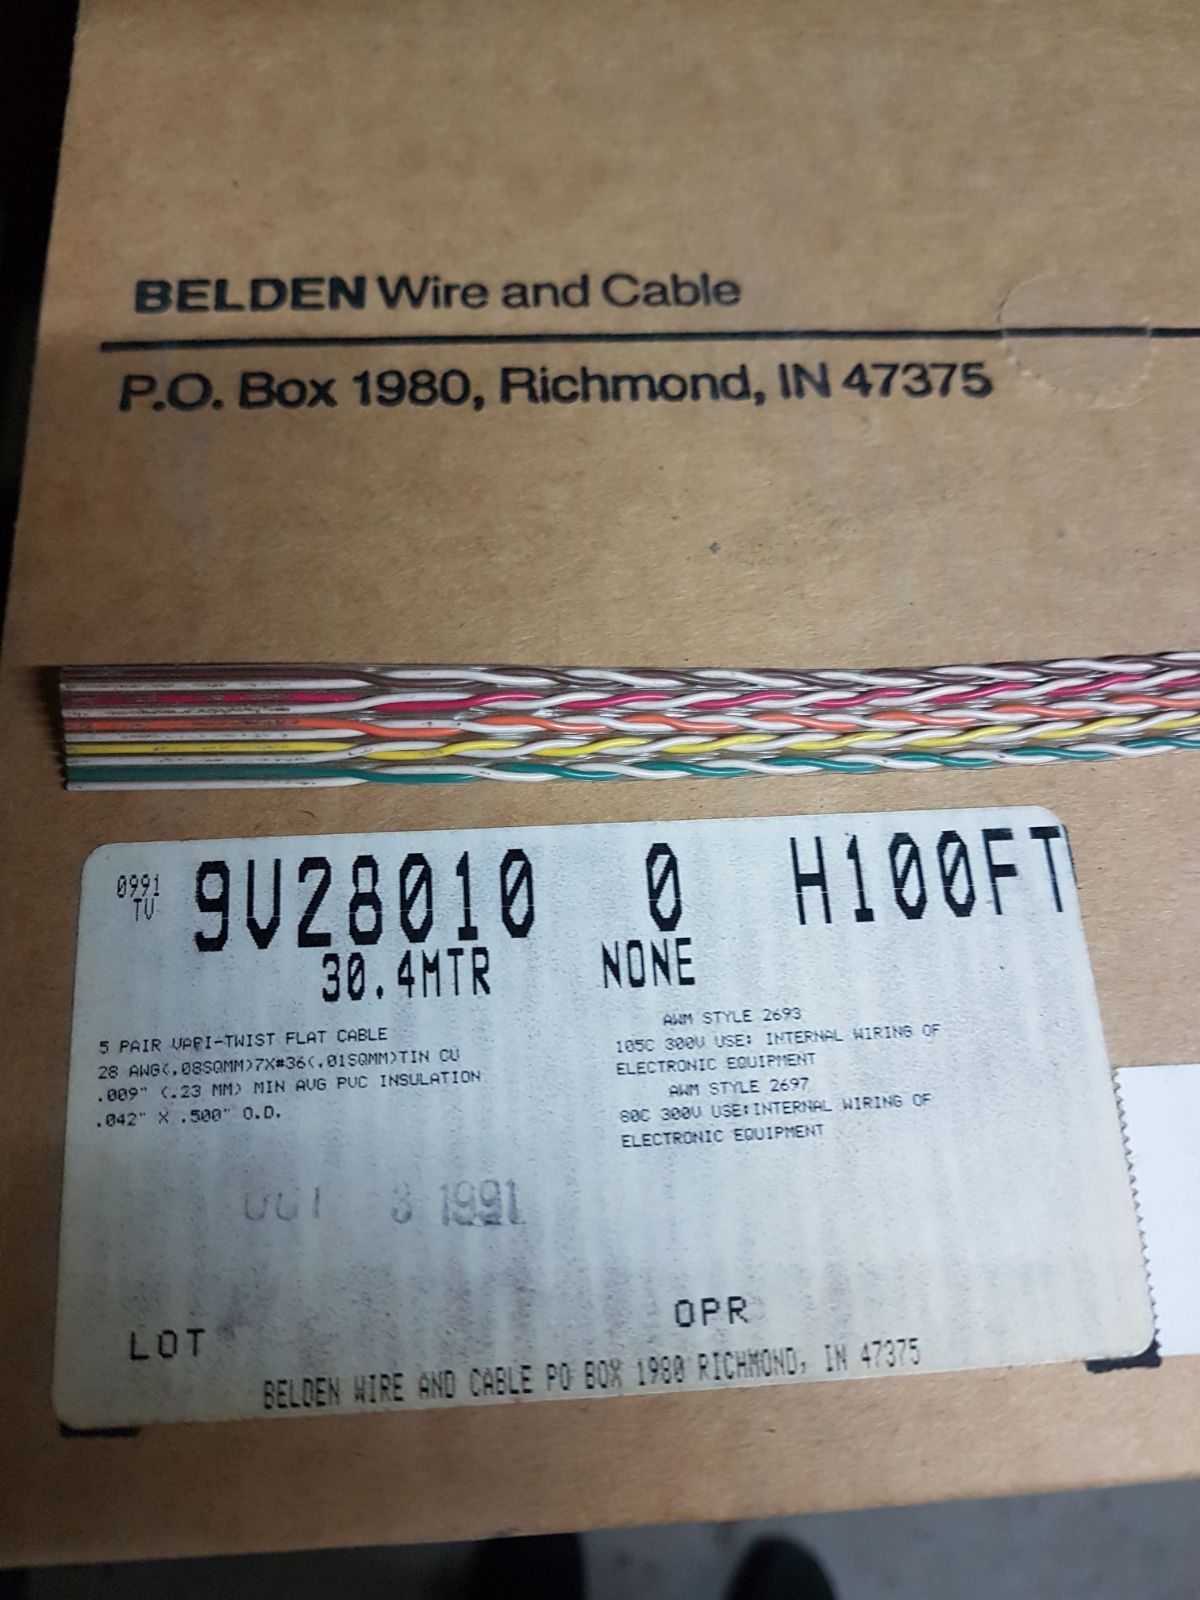 BELDEN Wire and Cable
P.O. Box 1980, Richmond, IN 47375
0991
TV
9V28010 0 H100FT
30.4MTR NONE
5 PAIR VARI-TWIST FLAT CABLE
28 AWG(.08SQMM)7X#36(.01SQMM)TIN CU
.009" (.23 MM) MIN AVG PVC INSULATION
.042" X .500" O.D.
AWM STYLE 2693
105C 300V USE: INTERNAL WIRING OF
ELECTRONIC EQUIPMENT
AWM STYLE 2697
80C 300V USE:INTERNAL WIRING OF
ELECTRONIC EQUIPMENT
OCT 3 1991
LOT OPR
BELDEN WIRE AND CABLE PO BOX 1980 RICHMOND, IN 47375